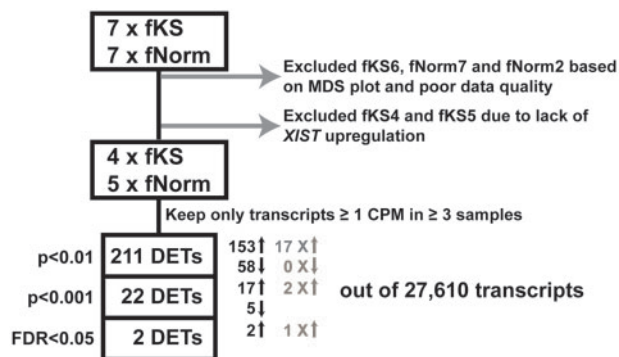 7 x fKS
7 x fNorm
Excluded fKS6, fNorm7 and fNorm2 based
on MDS plot and poor data quality
Excluded fKS4 and fKS5 due to lack of
XIST upregulation
4 x fKS
5 x fNorm
Keep only transcripts ≥ 1 CPM in ≥ 3 samples
p<0.01 211 DETs 153↑ 17 X↑
58↓ 0 X↓
p<0.001 22 DETs 17↑ 2 X↑
5↓
out of 27,610 transcripts
FDR<0.05 2 DETs 2↑ 1 X↑